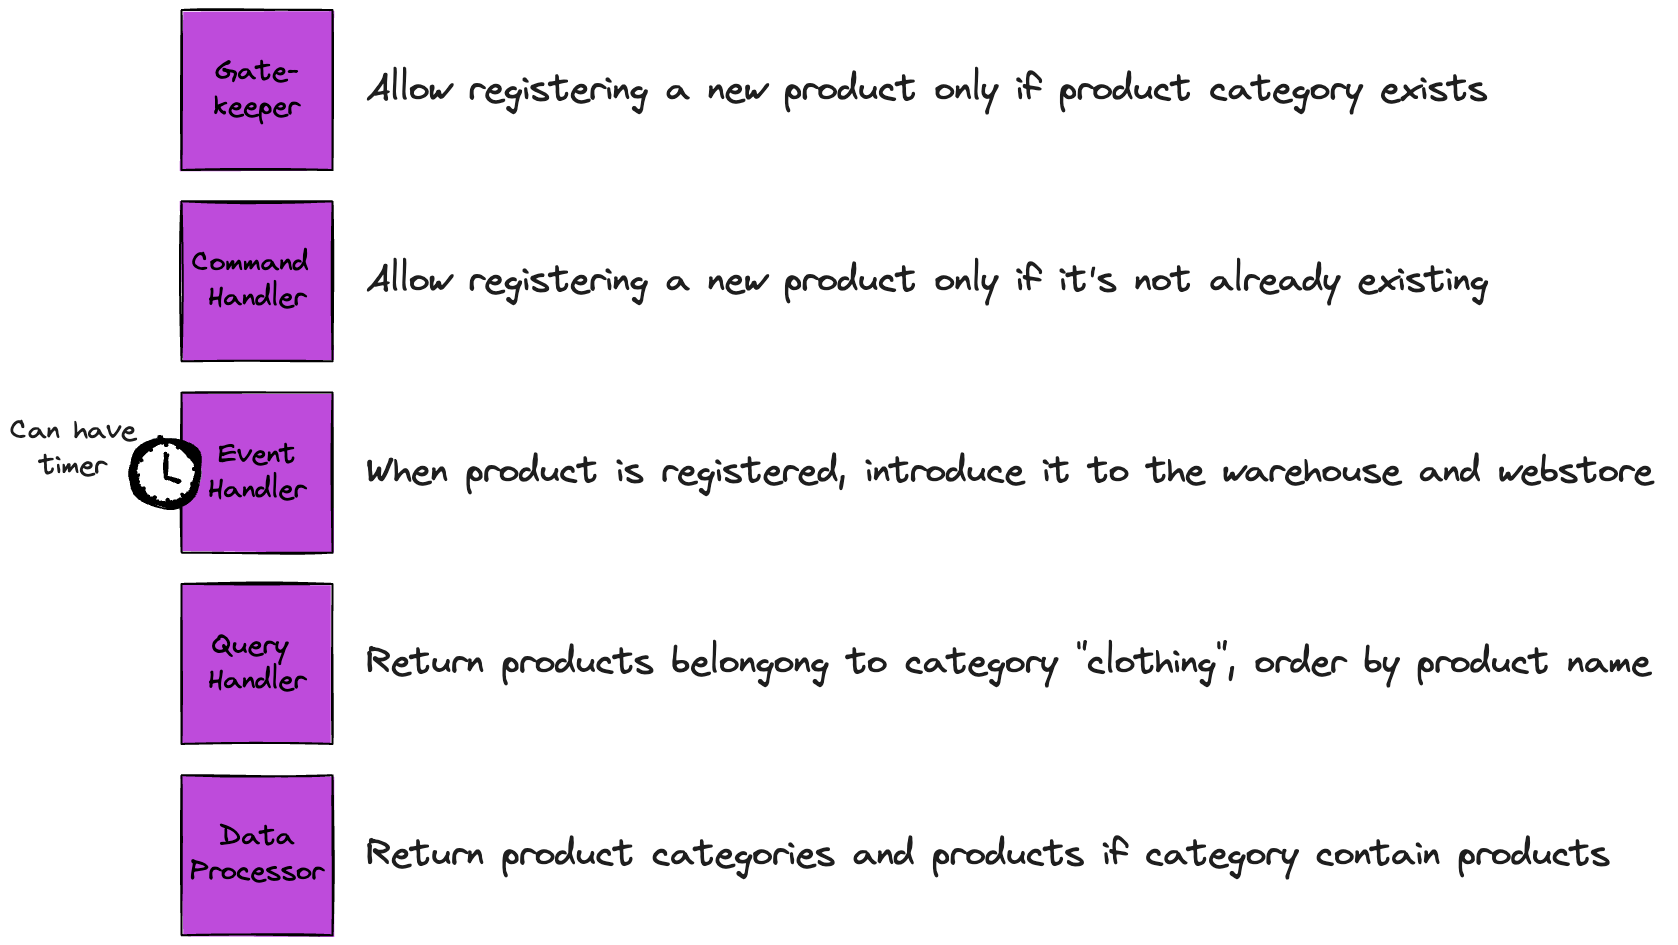 Gate-
keeper
Allow registering a new product only if product category exists
Command
Handler
Allow registering a new product only if it's not already existing
Can have
timer
Event
Handler
When product is registered, introduce it to the warehouse and webstore
Query
Handler
Return products belongong to category "clothing", order by product name
Data
Processor
Return product categories and products if category contain products